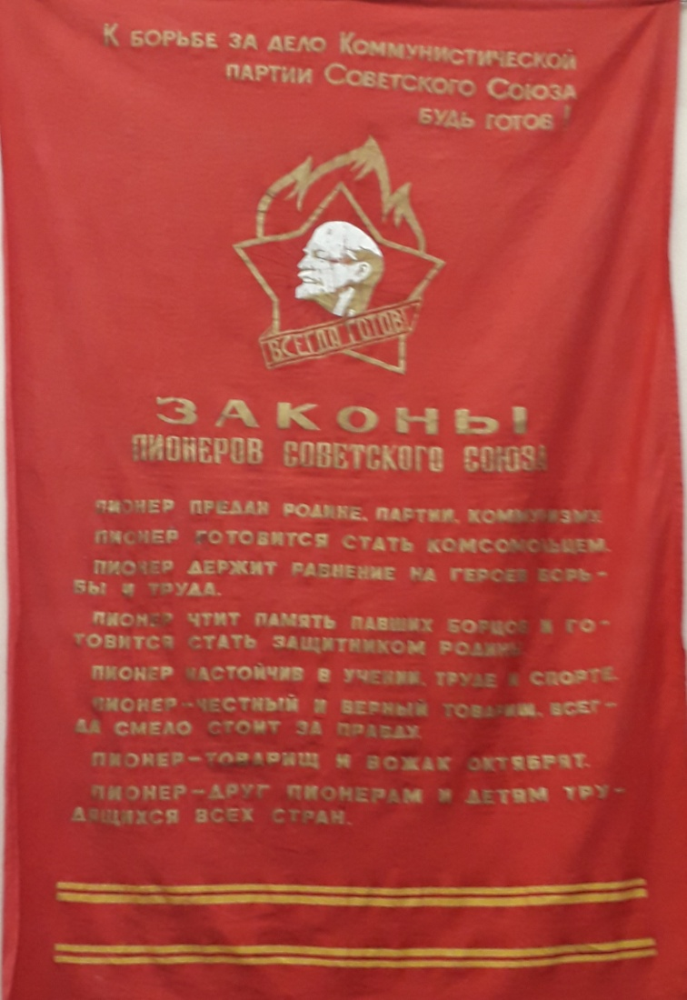 К БОРЬБЕ ЗА ДЕЛО КОММУНИСТИЧЕСКОЙ
ПАРТИИ СОВЕТСКОГО СОЮЗА
БУДЬ ГОТОВ!
ВСЕГДА ГОТОВ!
ЗАКОНЫ
ПИОНЕРОВ СОВЕТСКОГО СОЮЗА
ПИОНЕР ПРЕДАН РОДИНЕ, ПАРТИИ, КОММУНИЗМУ.
ПИОНЕР ГОТОВИТСЯ СТАТЬ КОМСОМОЛЬЦЕМ.
ПИОНЕР ДЕРЖИТ РАВНЕНИЕ НА ГЕРОЕВ БОРЬ-
БЫ И ТРУДА.
ПИОНЕР ЧТИТ ПАМЯТЬ ПАВШИХ БОРЦОВ И ГО-
ТОВИТСЯ СТАТЬ ЗАЩИТНИКОМ РОДИНЫ.
ПИОНЕР НАСТОЙЧИВ В УЧЕНИИ, ТРУДЕ И СПОРТЕ.
ПИОНЕР-ЧЕСТНЫЙ И ВЕРНЫЙ ТОВАРИЩ, ВСЕГ-
ДА СМЕЛО СТОИТ ЗА ПРАВДУ.
ПИОНЕР-ТОВАРИЩ И ВОЖАК ОКТЯБРЯТ.
ПИОНЕР-ДРУГ ПИОНЕРАМ И ДЕТЯМ ТРУ-
ДЯЩИХСЯ ВСЕХ СТРАН.